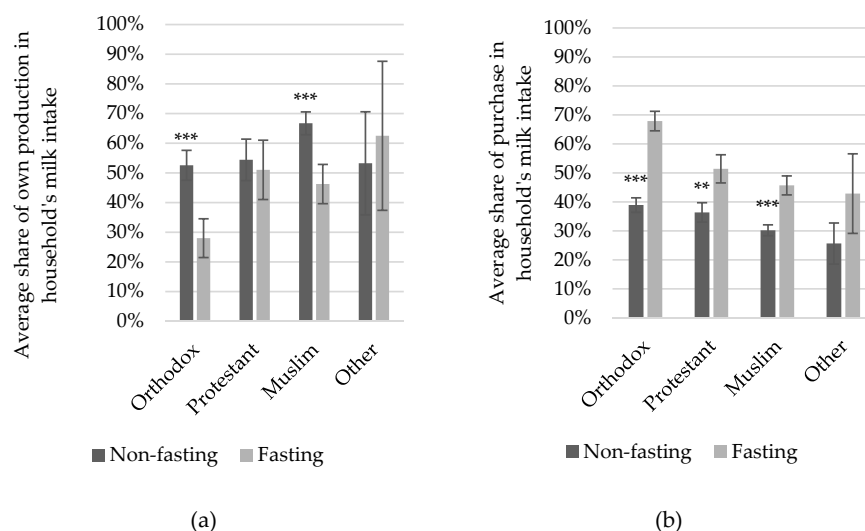 Average share of own production in
household's milk intake
100%
90%
80%
70%
60%
50%
40%
30%
20%
10%
0%
***
***
Orthodox
Protestant
Muslim
Other
Non-fasting
Fasting
(a)
Average share of purchase in
household's milk intake
100%
90%
80%
70%
60%
50%
40%
30%
20%
10%
0%
***
**
***
Orthodox
Protestant
Muslim
Other
Non-fasting
Fasting
(b)